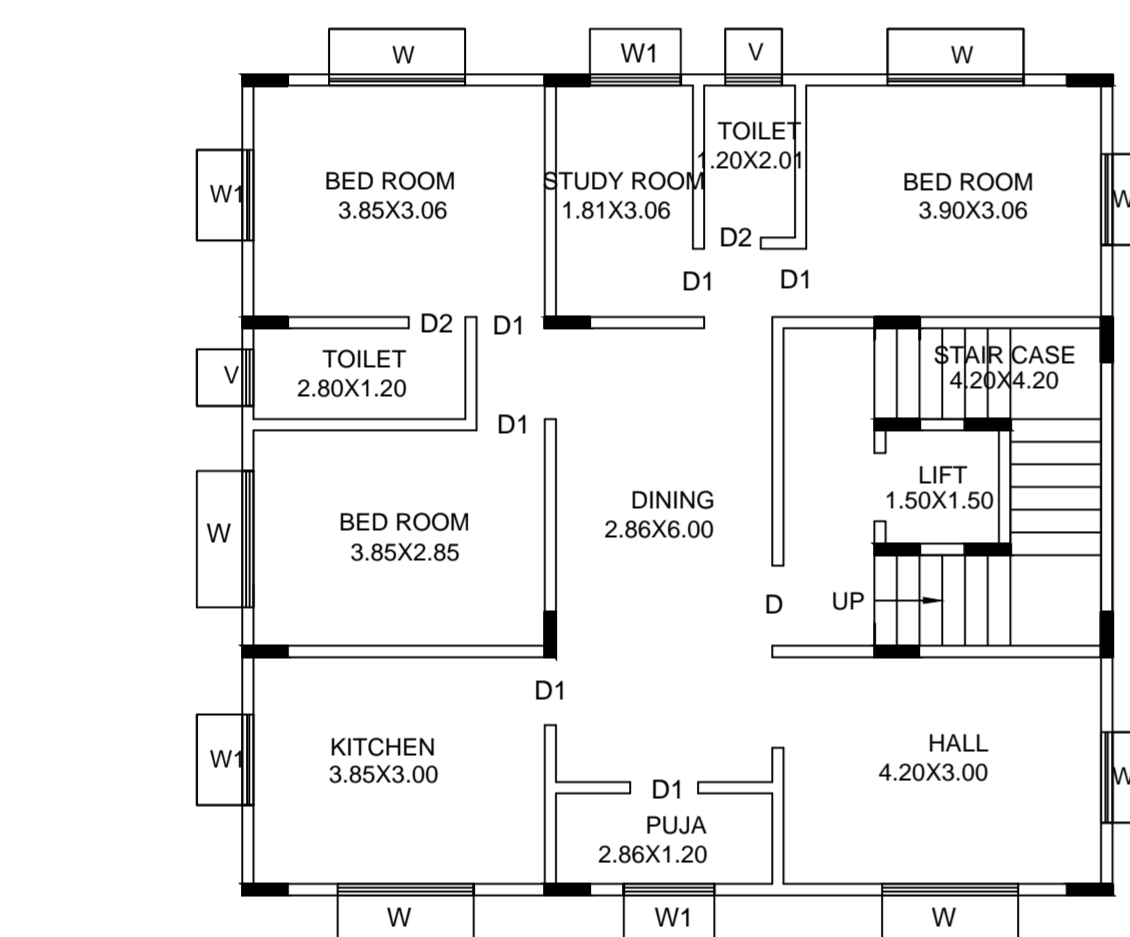 W
W1
V
W
W1
BED ROOM
3.85X3.06
STUDY ROOM
1.81X3.06
TOILET
1.20X2.01
BED ROOM
3.90X3.06
W
D2
D1
D1
D2
D1
V
TOILET
2.80X1.20
D1
STAIR CASE
4.20X4.20
LIFT
1.50X1.50
W
BED ROOM
3.85X2.85
DINING
2.86X6.00
D
UP
D1
W1
KITCHEN
3.85X3.00
HALL
4.20X3.00
W
D1
PUJA
2.86X1.20
W
W1
W